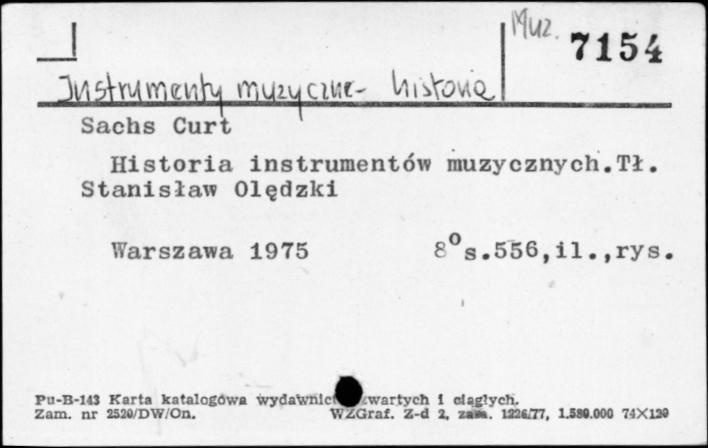 Muz. 7154
Instrumenty muzyczne - historia
Sachs Curt
Historia instrumentów muzycznych.Tł.
Stanisław Olędzki
Warszawa 1975 8° s.556,il.,rys.
Pu-B-143 Karta katalogowa wydawnict zwartych i ciągłych.
Zam. nr 2520/DW/On. WZGraf. Z-d 2, zam. 1226/77, 1.580.000 74X120